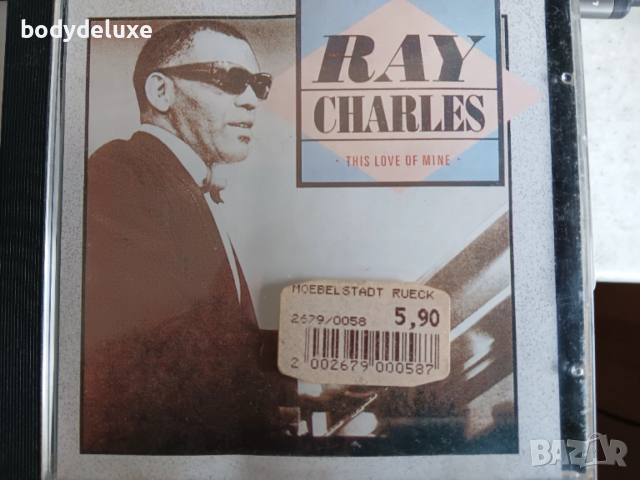 bodydeluxe
RAY
CHARLES
· THIS LOVE OF MINE ·
MOEBELSTADT RUECK
2679/0058 5,90
2 002679 000587
BAZAR